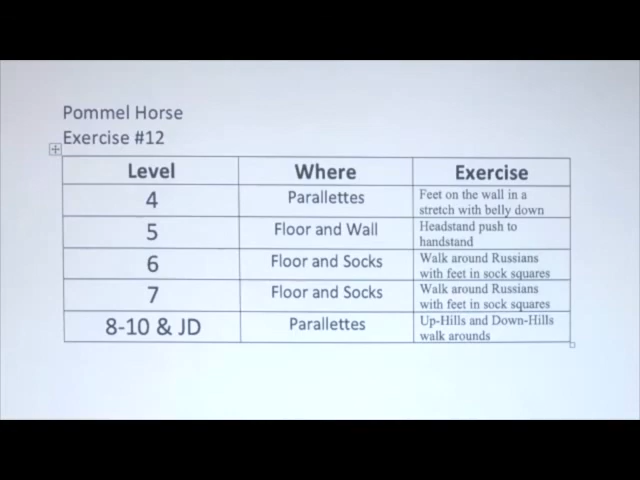 Pommel Horse
Exercise #12
Level Where Exercise
4 Parallettes Feet on the wall in a
stretch with belly down
5 Floor and Wall Headstand push to
handstand
6 Floor and Socks Walk around Russians
with feet in sock squares
7 Floor and Socks Walk around Russians
with feet in sock squares
8-10 & JD Parallettes Up-Hills and Down-Hills
walk arounds